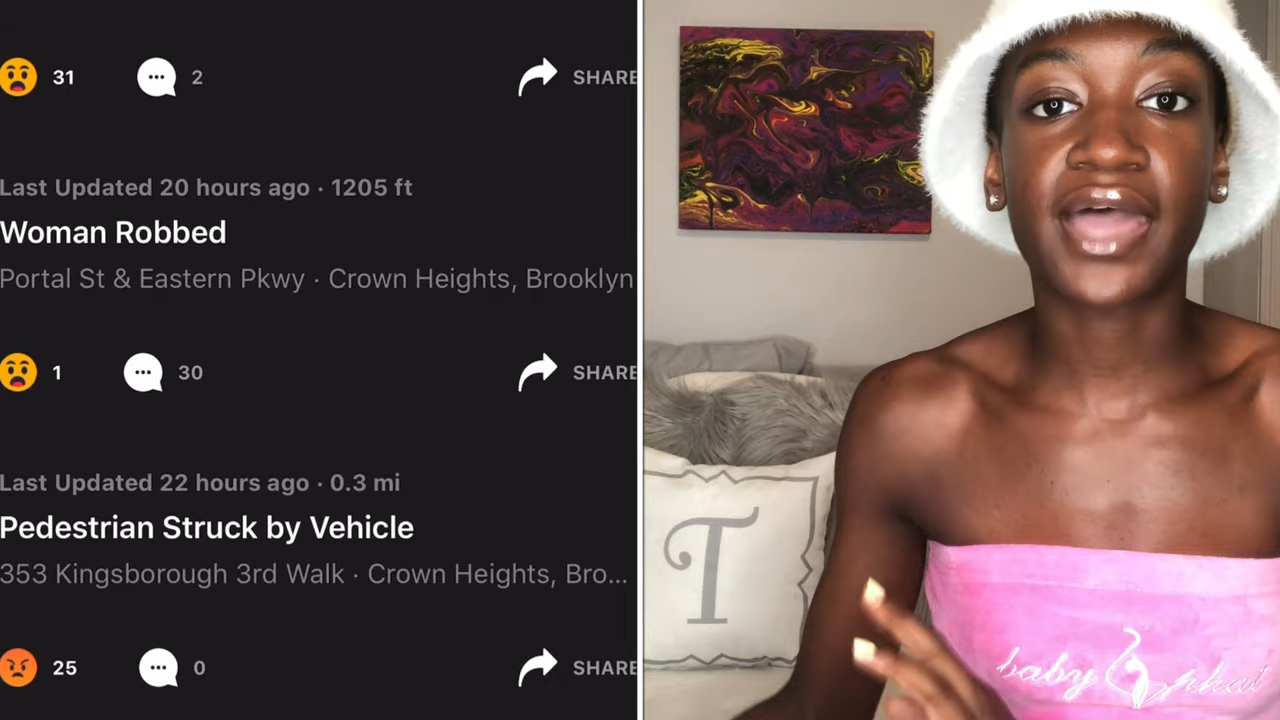 31
2
SHARE
Last Updated 20 hours ago · 1205 ft
Woman Robbed
Portal St & Eastern Pkwy · Crown Heights, Brooklyn
1
30
SHARE
Last Updated 22 hours ago · 0.3 mi
Pedestrian Struck by Vehicle
353 Kingsborough 3rd Walk · Crown Heights, Bro...
25
0
SHARE
T
baby phat